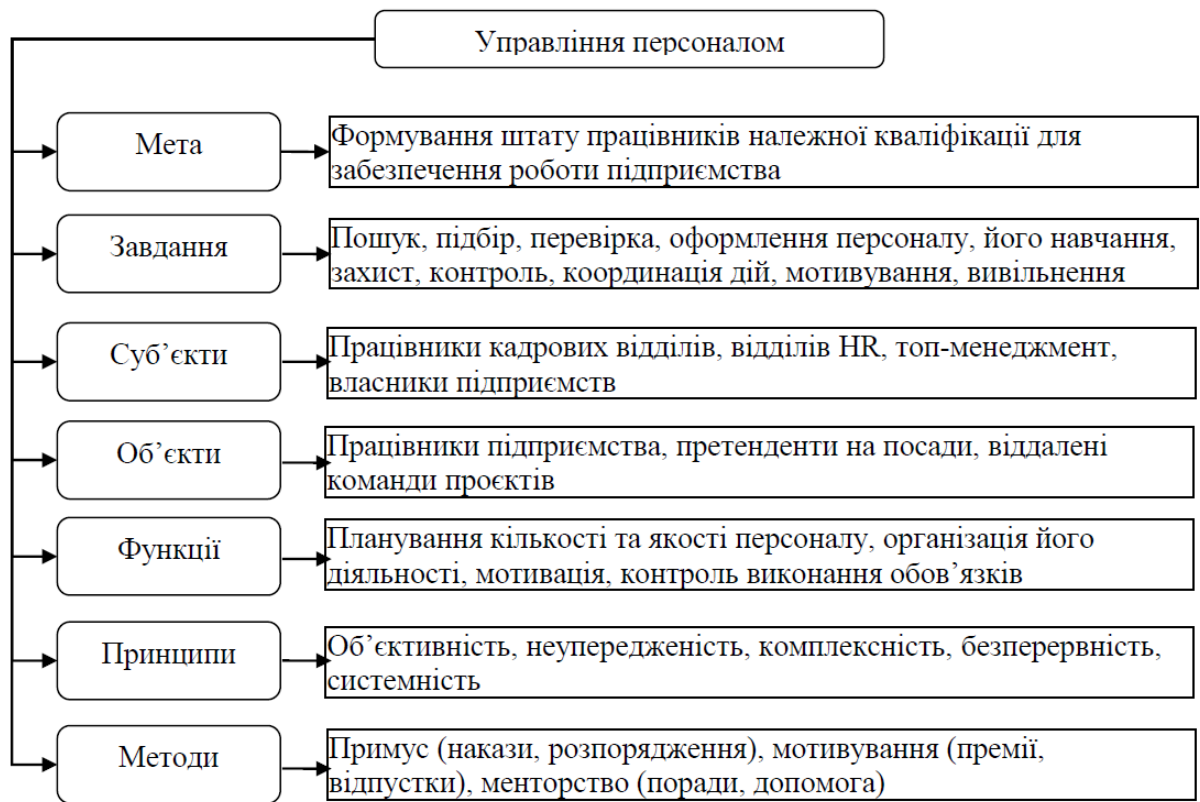 Управління персоналом
Мета
Формування штату працівників належної кваліфікації для
забезпечення роботи підприємства
Завдання
Пошук, підбір, перевірка, оформлення персоналу, його навчання,
захист, контроль, координація дій, мотивування, вивільнення
Суб’єкти
Працівники кадрових відділів, відділів HR, топ-менеджмент,
власники підприємств
Об’єкти
Працівники підприємства, претенденти на посади, віддалені
команди проєктів
Функції
Планування кількості та якості персоналу, організація його
діяльності, мотивація, контроль виконання обов’язків
Принципи
Об’єктивність, неупередженість, комплексність, безперервність,
системність
Методи
Примус (накази, розпорядження), мотивування (премії,
відпустки), менторство (поради, допомога)